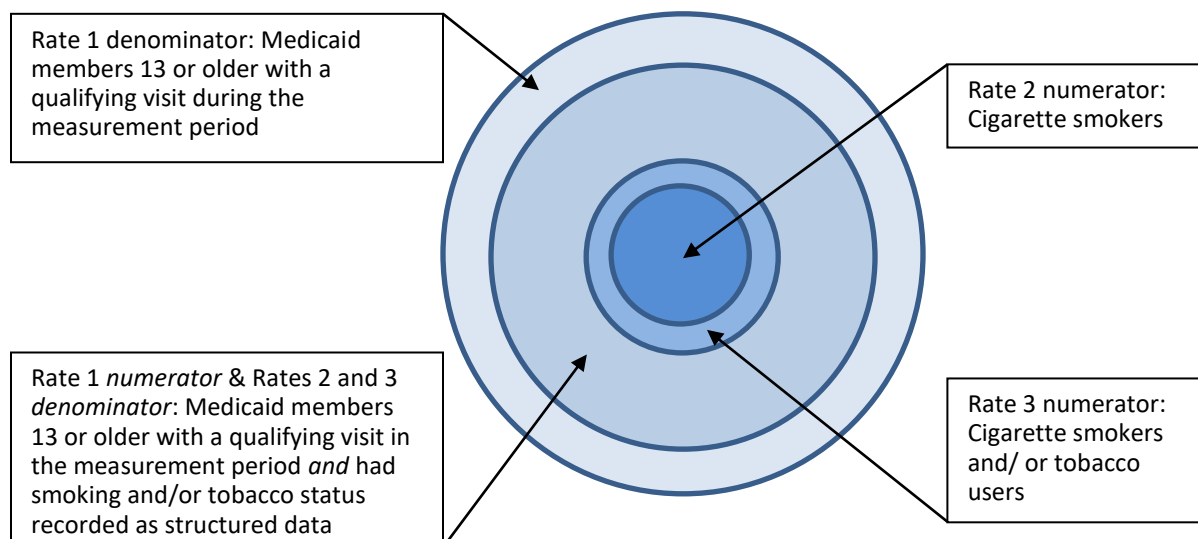 Rate 1 denominator: Medicaid
members 13 or older with a
qualifying visit during the
measurement period
Rate 2 numerator:
Cigarette smokers
Rate 1 numerator & Rates 2 and 3
denominator: Medicaid members
13 or older with a qualifying visit in
the measurement period and had
smoking and/or tobacco status
recorded as structured data
Rate 3 numerator:
Cigarette smokers
and/ or tobacco
users